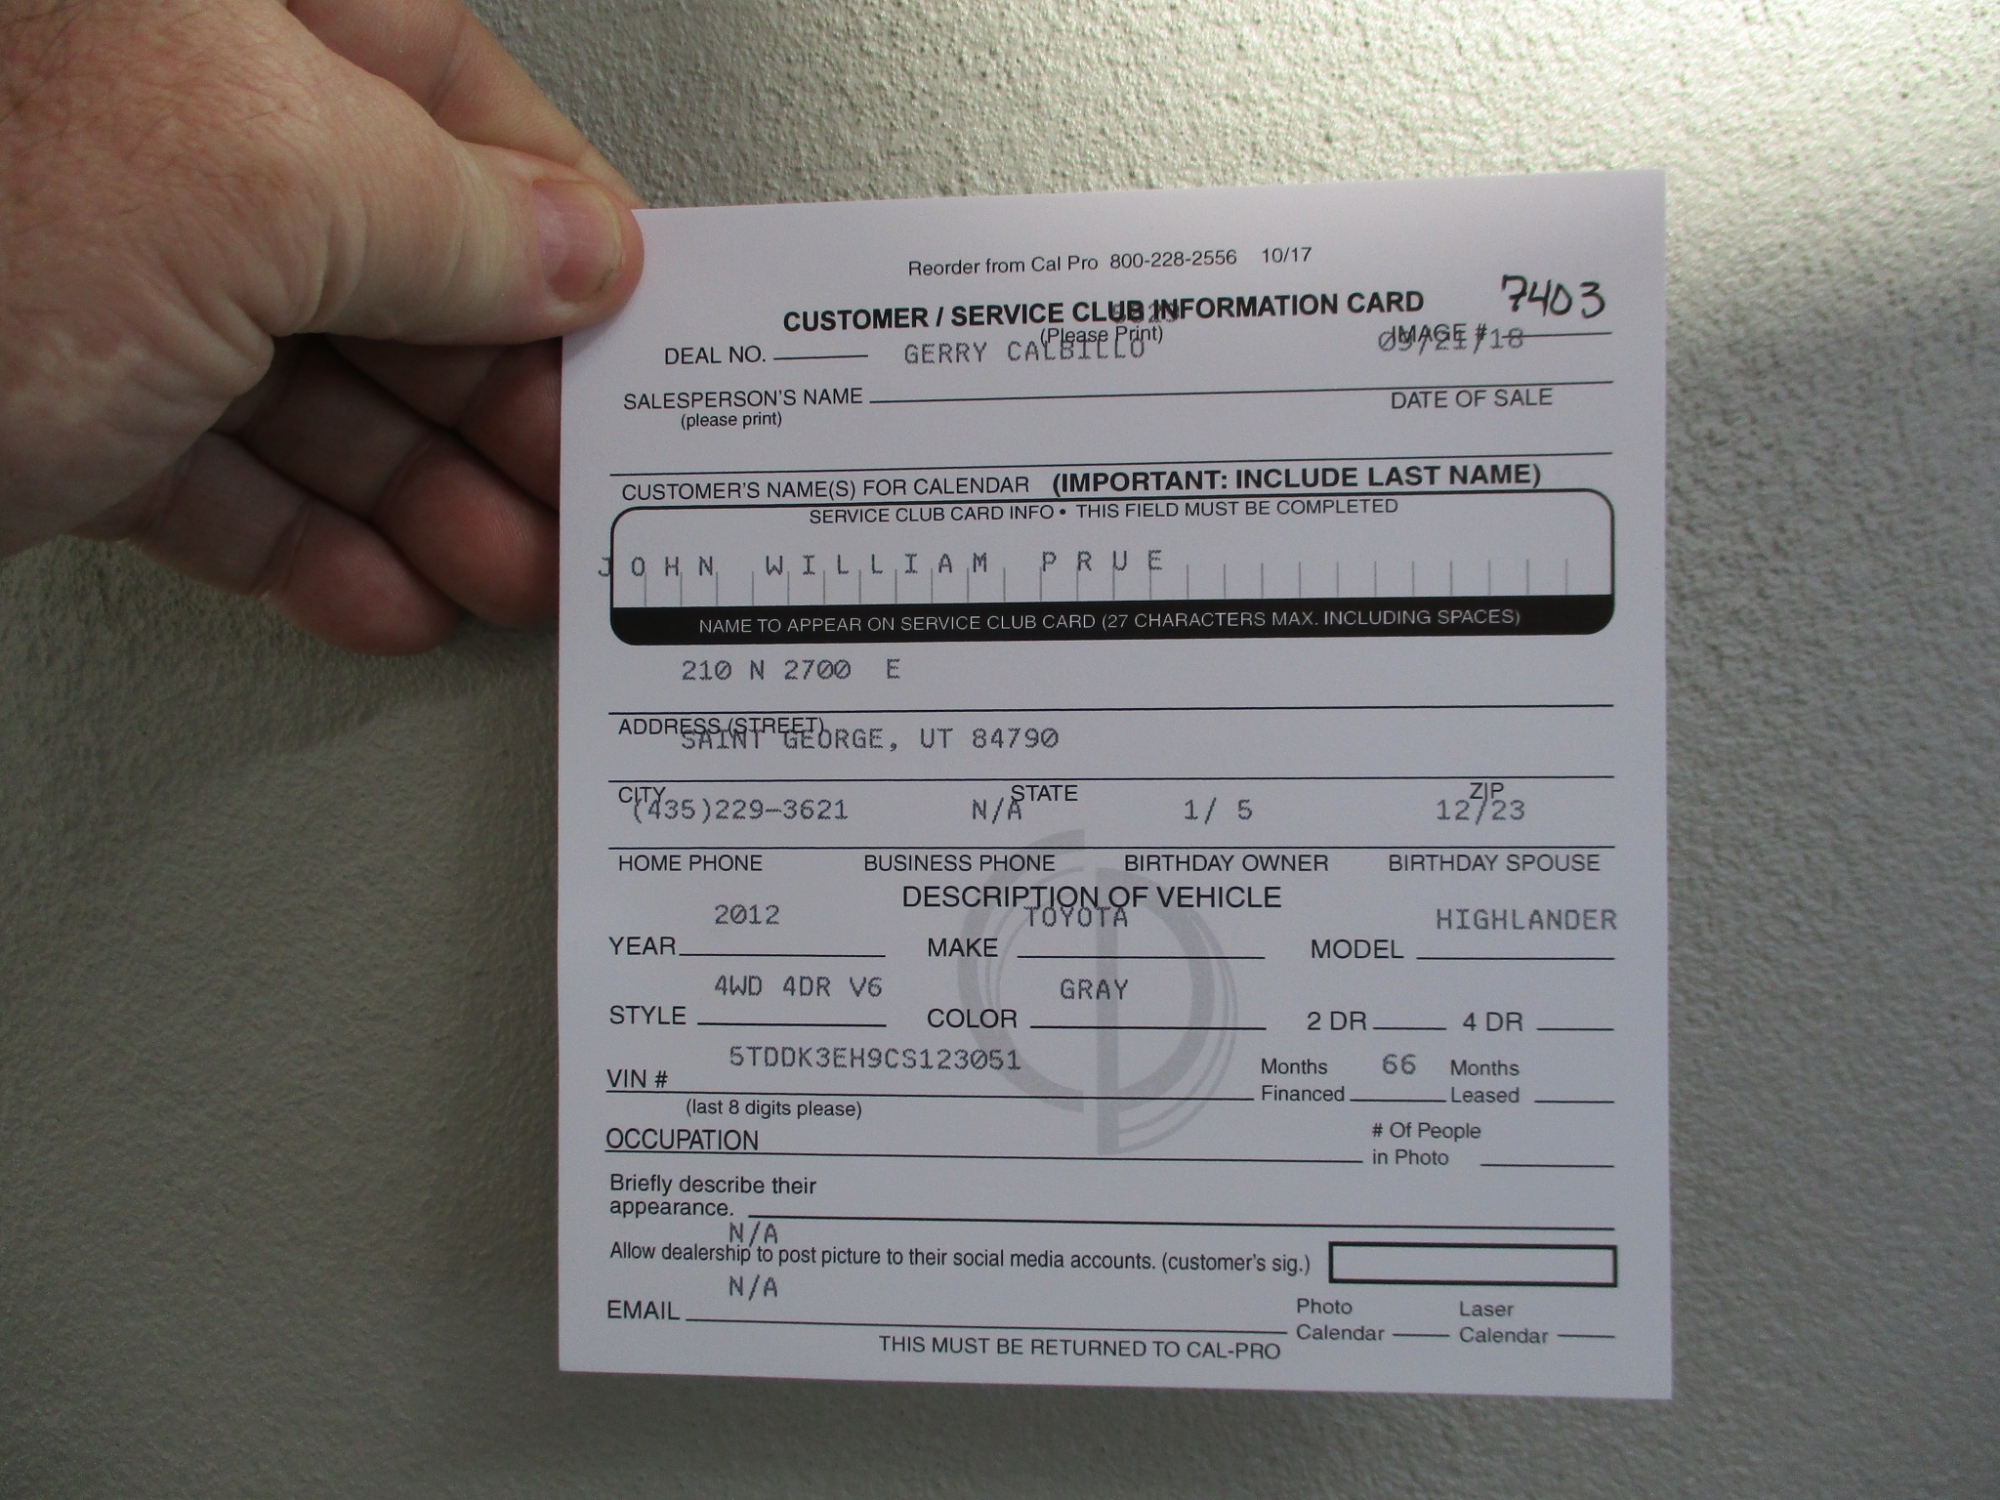 Reorder from Cal Pro 800-228-2556 10/17
CUSTOMER / SERVICE CLUB INFORMATION CARD 7403
(Please Print)
DEAL NO. GERRY CALBILLO IMAGE # 09/21/18
SALESPERSON'S NAME DATE OF SALE
(please print)
CUSTOMER'S NAME(S) FOR CALENDAR (IMPORTANT: INCLUDE LAST NAME)
SERVICE CLUB CARD INFO • THIS FIELD MUST BE COMPLETED
JOHN WILLIAM PRUE
NAME TO APPEAR ON SERVICE CLUB CARD (27 CHARACTERS MAX. INCLUDING SPACES)
210 N 2700 E
ADDRESS (STREET)
SAINT GEORGE, UT 84790
CITY STATE ZIP
(435)229-3621 N/A 1/ 5 12/23
HOME PHONE BUSINESS PHONE BIRTHDAY OWNER BIRTHDAY SPOUSE
DESCRIPTION OF VEHICLE
2012 TOYOTA HIGHLANDER
YEAR MAKE MODEL
4WD 4DR V6 GRAY
STYLE COLOR 2 DR 4 DR
5TDDK3EH9CS123051 Months 66 Months
VIN # Financed Leased
(last 8 digits please)
OCCUPATION # Of People
in Photo
Briefly describe their
appearance.
N/A
Allow dealership to post picture to their social media accounts. (customer's sig.)
N/A
EMAIL Photo Laser
Calendar Calendar
THIS MUST BE RETURNED TO CAL-PRO